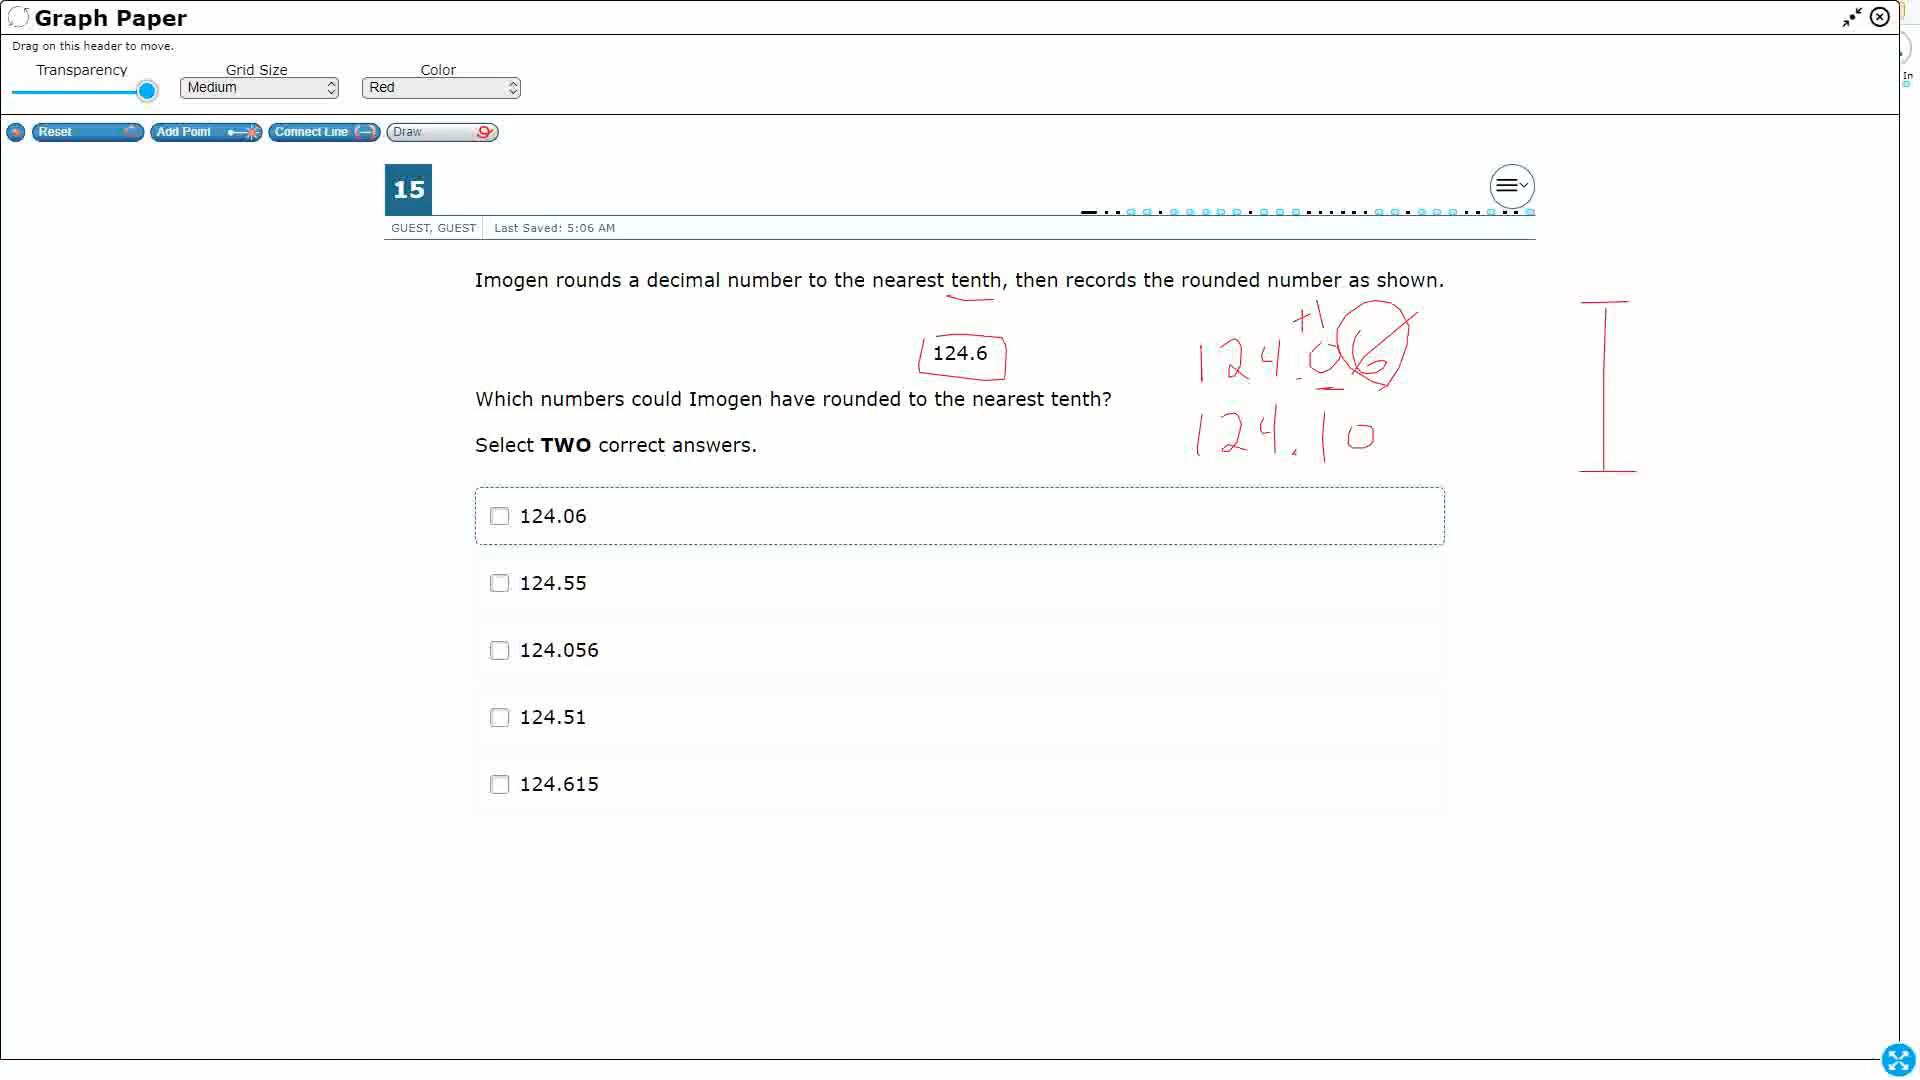 Graph Paper
Drag on this header to move.
Transparency Grid Size Color
Medium Red
Reset Add Point Connect Line Draw
15
GUEST, GUEST Last Saved: 5:06 AM
Imogen rounds a decimal number to the nearest tenth, then records the rounded number as shown.
124.6
+1
124.06
124.10
Which numbers could Imogen have rounded to the nearest tenth?
Select TWO correct answers.
124.06
124.55
124.056
124.51
124.615
In